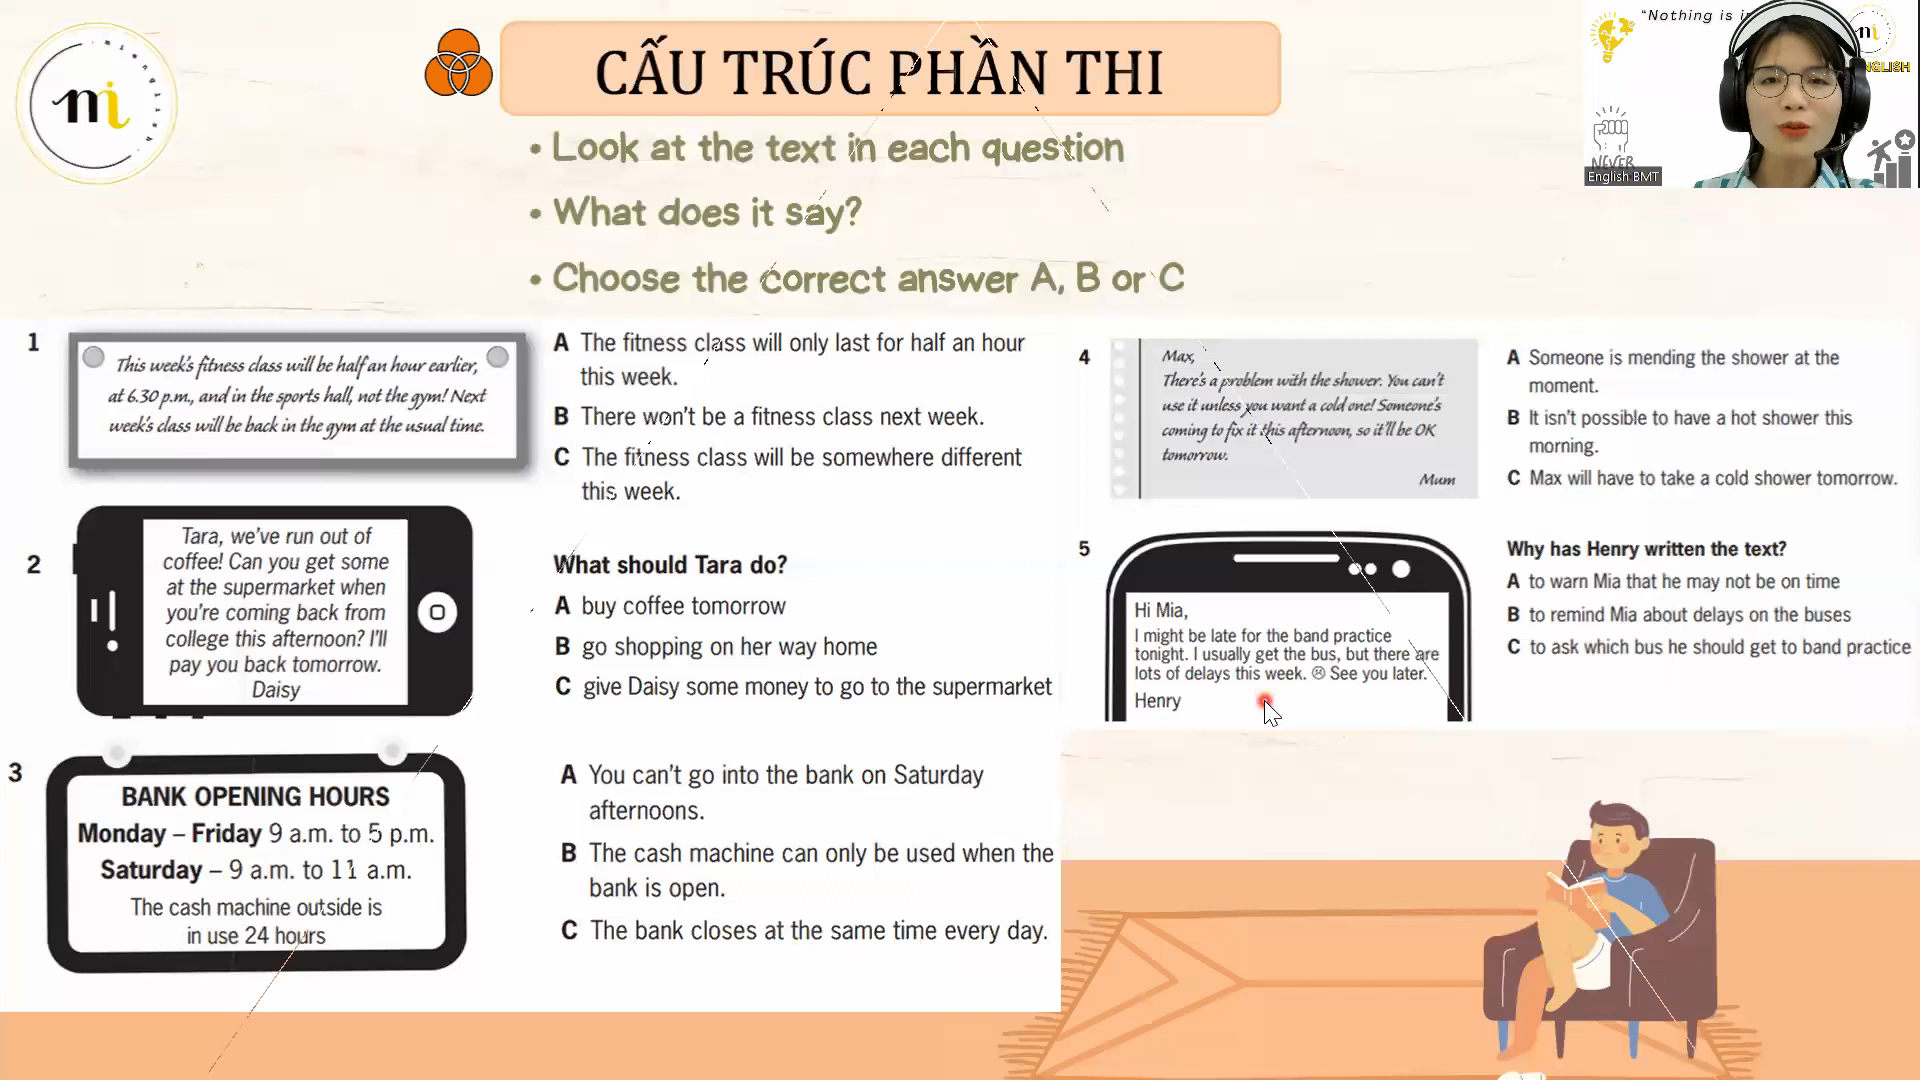 mi
CẤU TRÚC PHẦN THI
"Nothing is i
ni
NGLISH
NEVER
English BMT
• Look at the text in each question
• What does it say?
• Choose the correct answer A, B or C
1
This week's fitness class will be half an hour earlier,
at 6.30 p.m., and in the sports hall, not the gym! Next
week's class will be back in the gym at the usual time.
A The fitness class will only last for half an hour
this week.
B There won't be a fitness class next week.
C The fitness class will be somewhere different
this week.
2
Tara, we've run out of
coffee! Can you get some
at the supermarket when
you're coming back from
college this afternoon? I'll
pay you back tomorrow.
Daisy
What should Tara do?
A buy coffee tomorrow
B go shopping on her way home
C give Daisy some money to go to the supermarket
3
BANK OPENING HOURS
Monday – Friday 9 a.m. to 5 p.m.
Saturday – 9 a.m. to 11 a.m.
The cash machine outside is
in use 24 hours
A You can't go into the bank on Saturday
afternoons.
B The cash machine can only be used when the
bank is open.
C The bank closes at the same time every day.
4
Max,
There's a problem with the shower. You can't
use it unless you want a cold one! Someone's
coming to fix it this afternoon, so it'll be OK
tomorrow.
Mum
A Someone is mending the shower at the
moment.
B It isn't possible to have a hot shower this
morning.
C Max will have to take a cold shower tomorrow.
5
Hi Mia,
I might be late for the band practice
tonight. I usually get the bus, but there are
lots of delays this week. ☹ See you later.
Henry
Why has Henry written the text?
A to warn Mia that he may not be on time
B to remind Mia about delays on the buses
C to ask which bus he should get to band practice